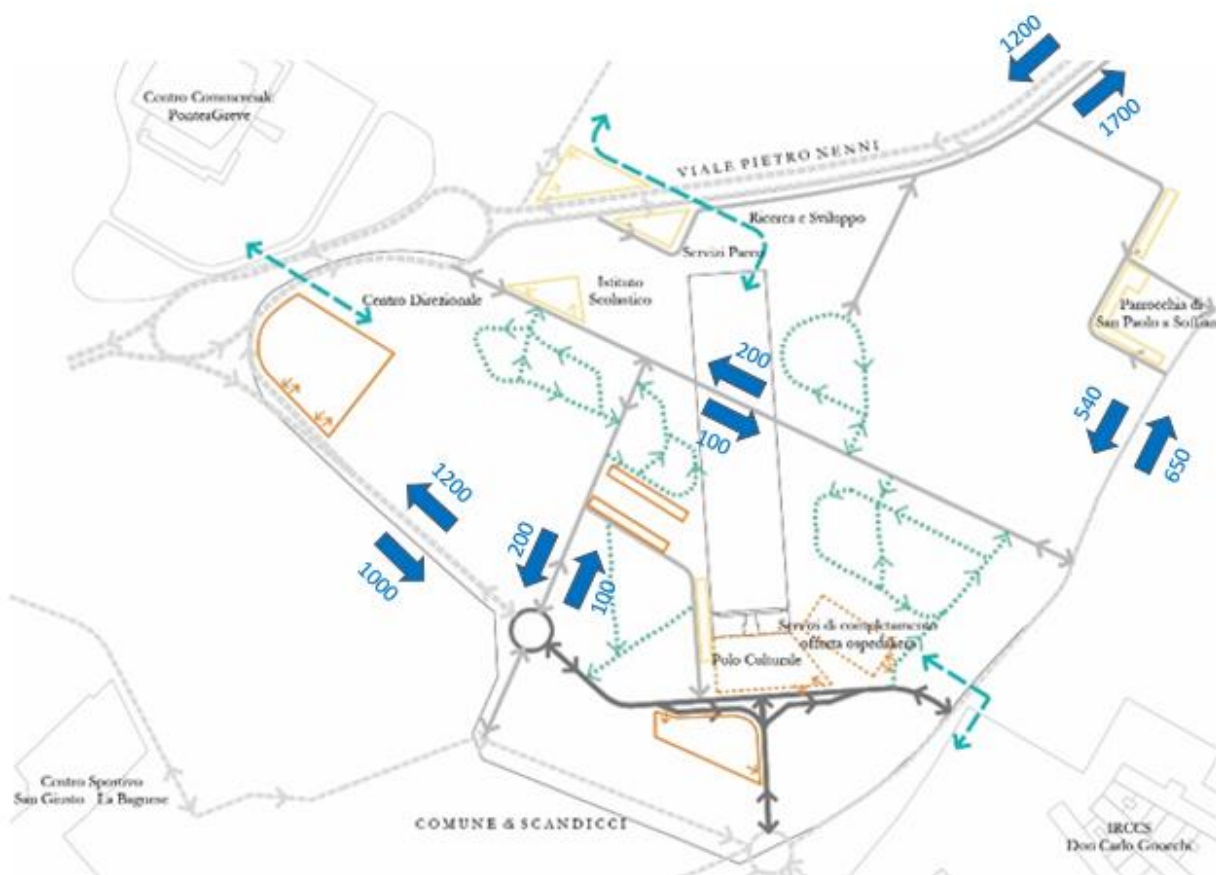 1200
1700
Centro Commerciale
PonteaGreve
VIALE PIETRO NENNI
Ricerca e Sviluppo
Servizi Parco
Istituto
Scolastico
Centro Direzionale
Parrocchia di
San Paolo a Soffiano
200
100
540
650
1200
1000
200
100
Servizi di completamento
offerta ospedaliera
Polo Culturale
Centro Sportivo
San Giusto La Bagnese
COMUNE di SCANDICCI
IRCCS
Don Carlo Gnocchi